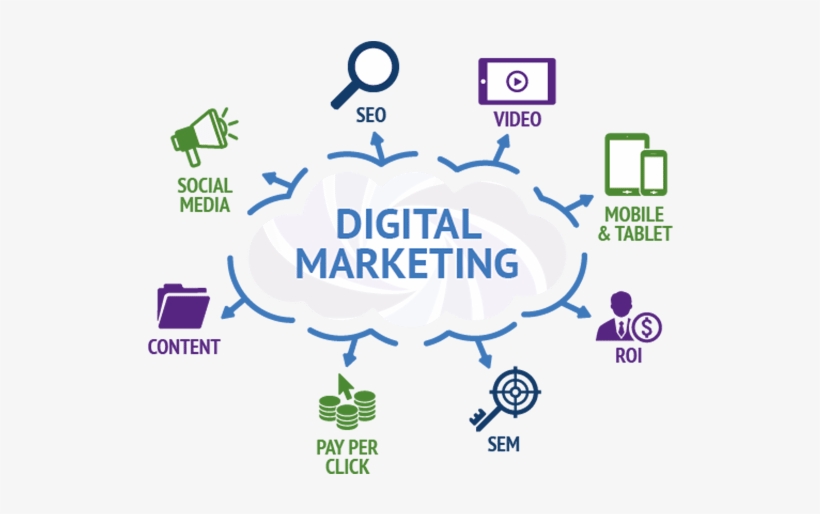 SEO
VIDEO
SOCIAL
MEDIA
MOBILE
& TABLET
DIGITAL
MARKETING
CONTENT
$
ROI
PAY PER
CLICK
SEM